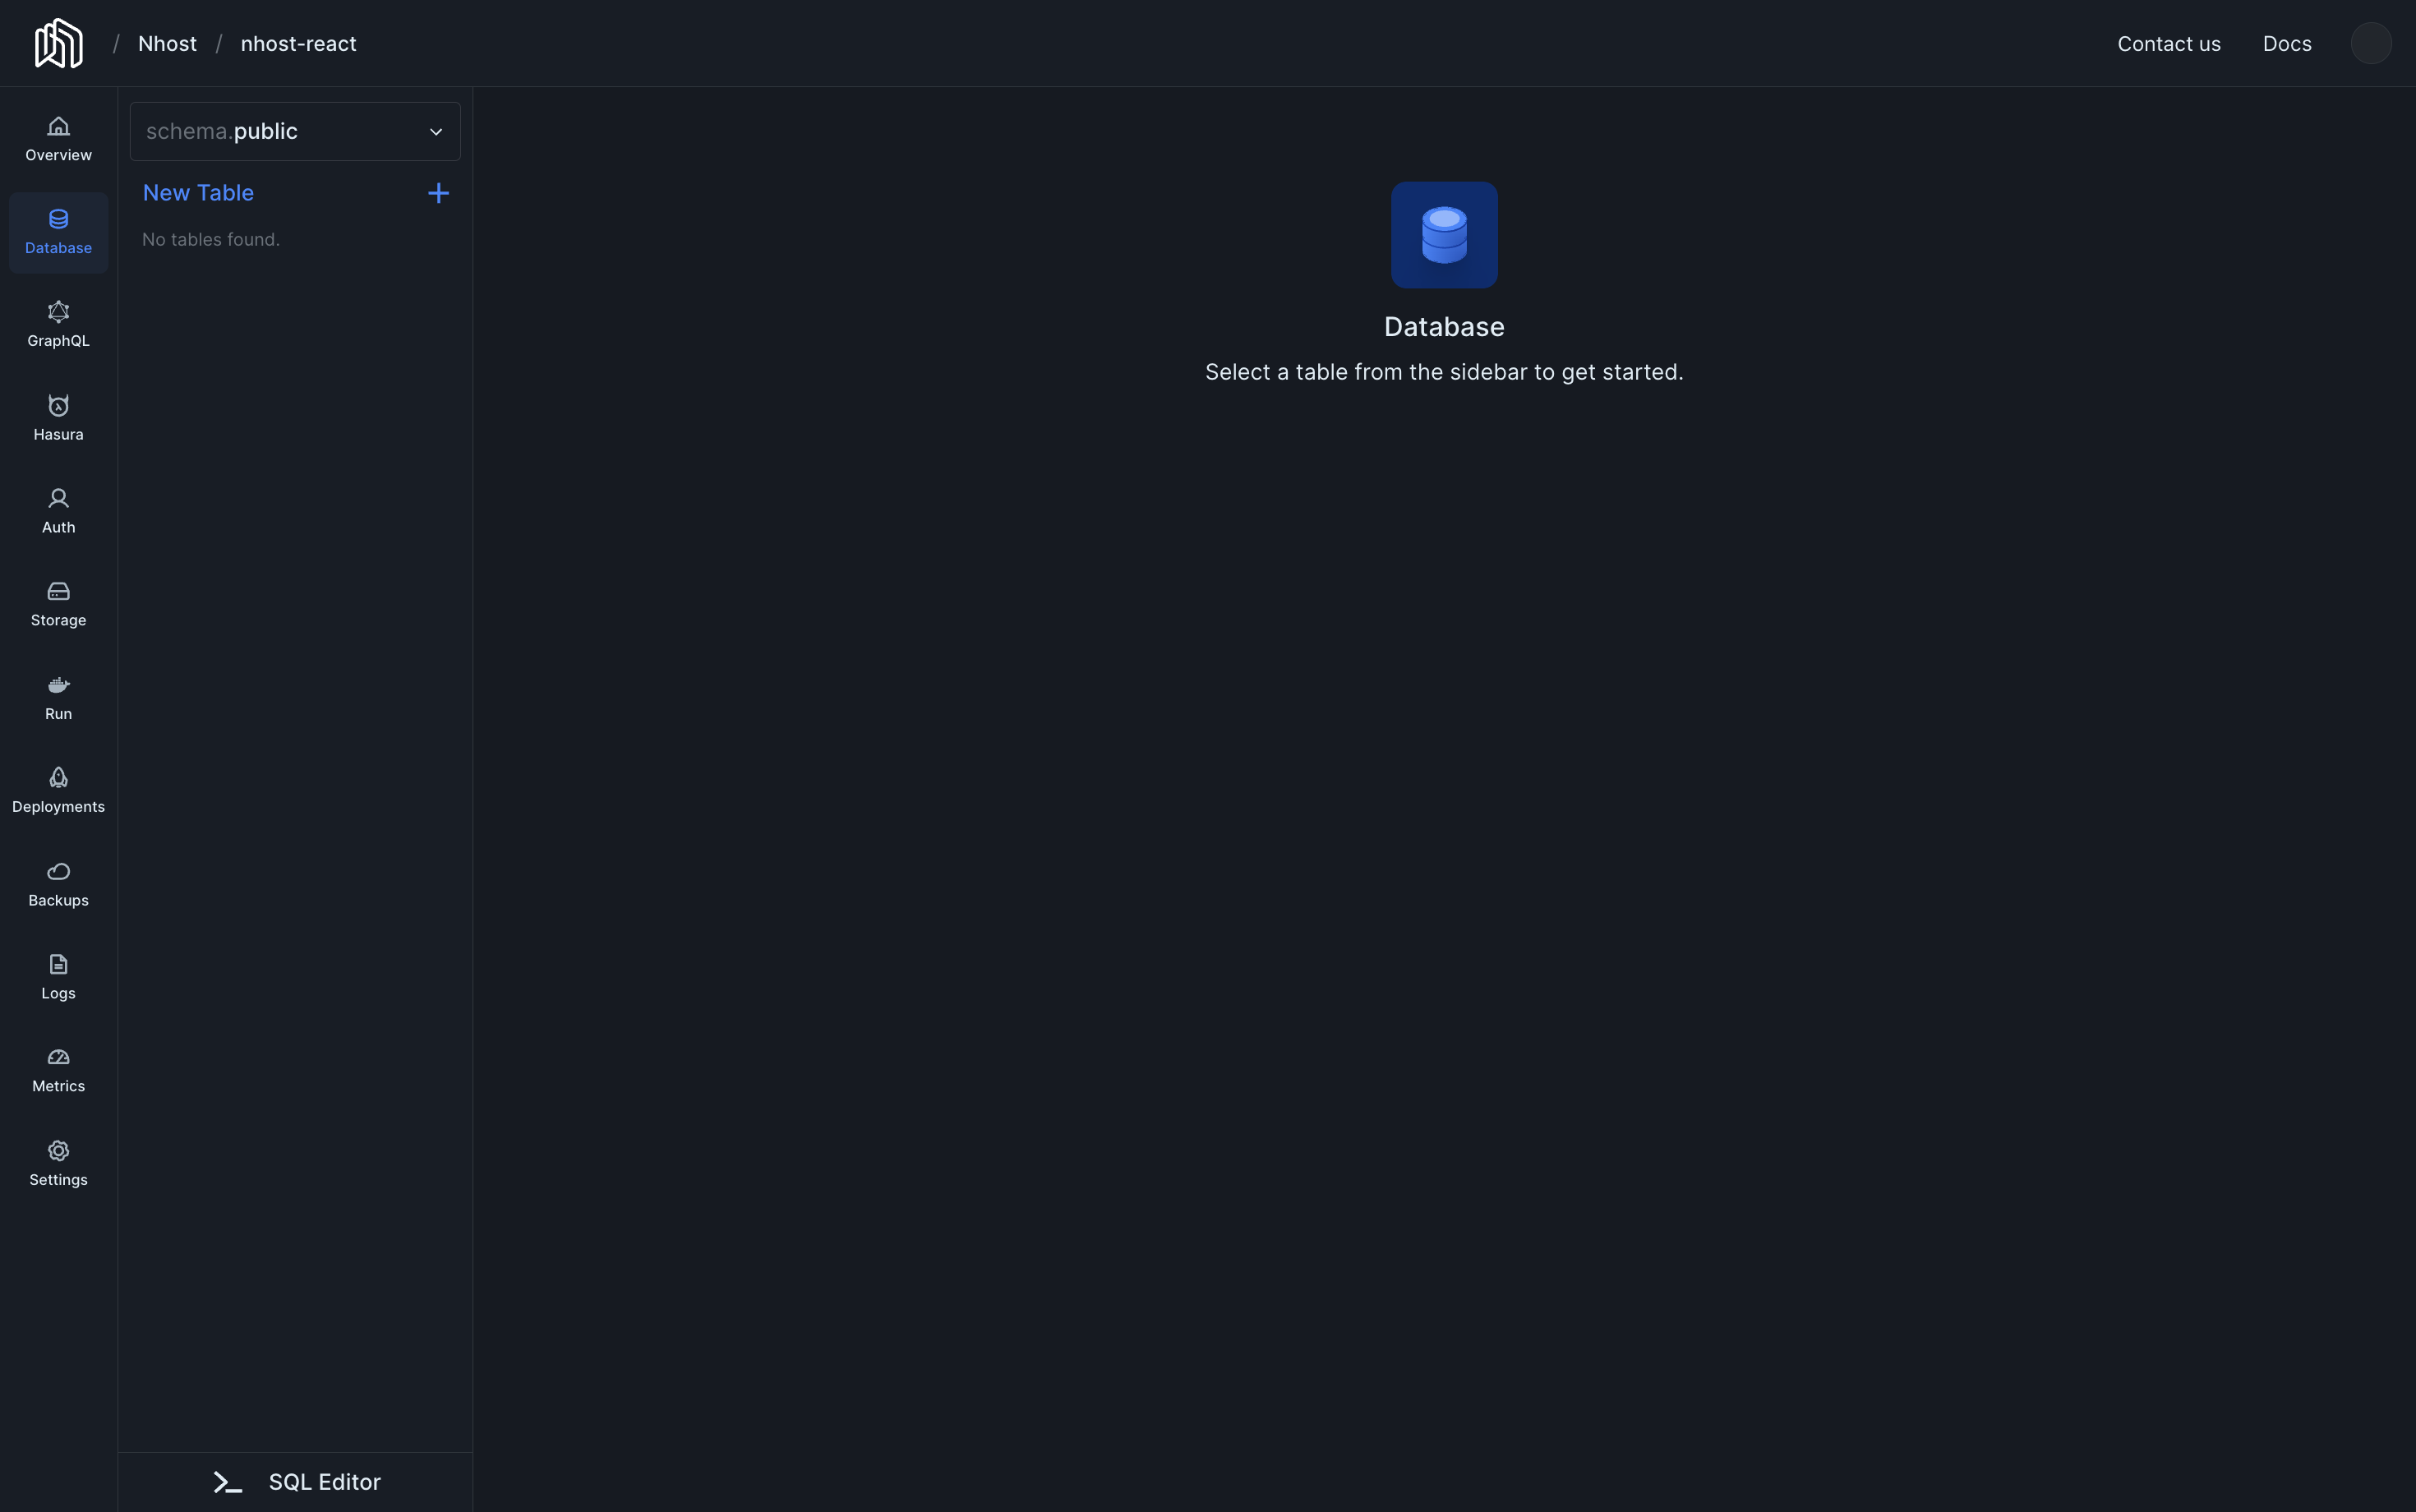 / Nhost / nhost-react
Contact us Docs
Overview
Database
GraphQL
Hasura
Auth
Storage
Run
Deployments
Backups
Logs
Metrics
Settings
schema.public
New Table
No tables found.
SQL Editor
Database
Select a table from the sidebar to get started.